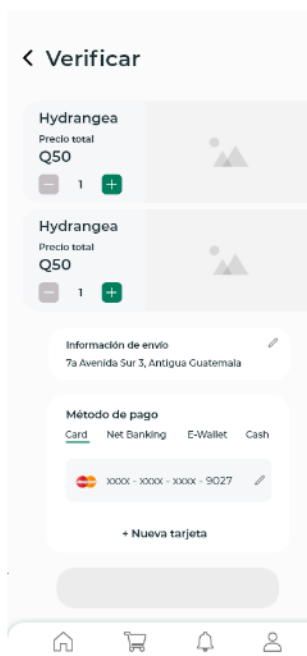 Verificar
Hydrangea
Precio total
Q50
1
Hydrangea
Precio total
Q50
1
Información de envío
7a Avenida Sur 3, Antigua Guatemala
Método de pago
Card Net Banking E-Wallet Cash
xxxx - xxxx - xxxx - 9027
+ Nueva tarjeta